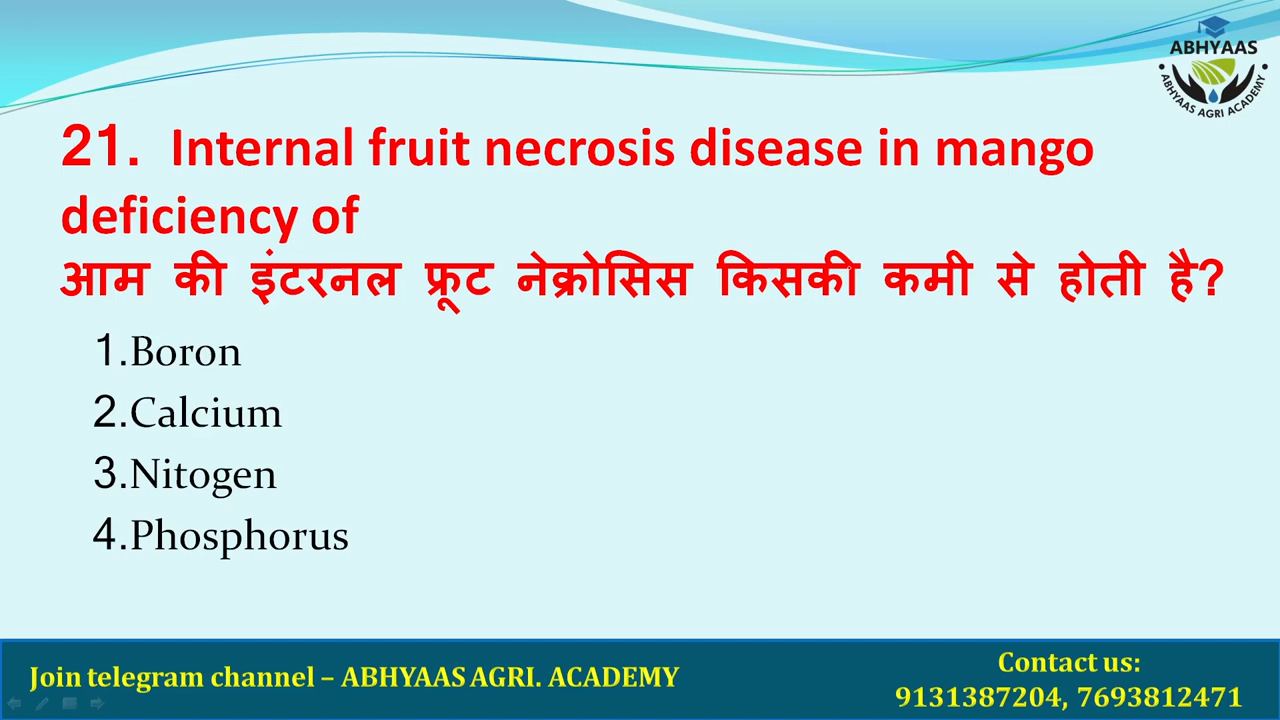 ABHYAAS
ABHYAAS AGRI ACADEMY
21. Internal fruit necrosis disease in mango
deficiency of
आम की इंटरनल फ्रूट नेक्रोसिस किसकी कमी से होती है?
1.Boron
2.Calcium
3.Nitogen
4.Phosphorus
Join telegram channel – ABHYAAS AGRI. ACADEMY
Contact us:
9131387204, 7693812471